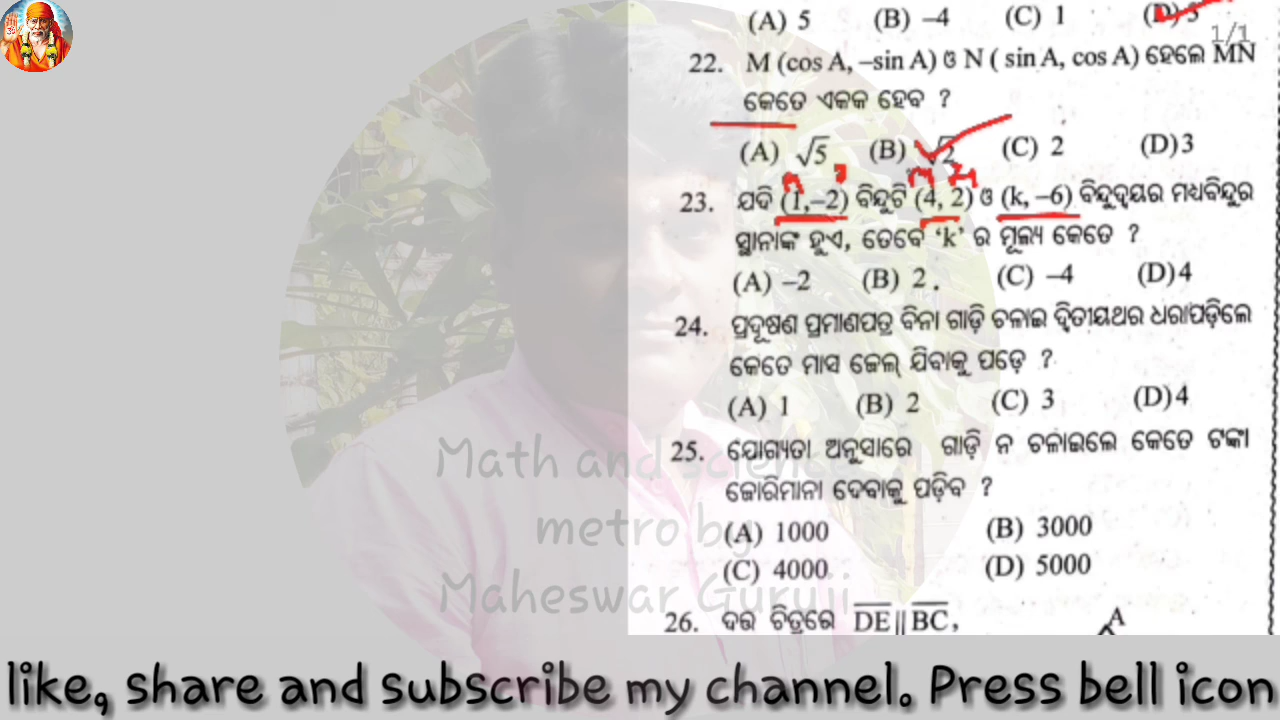 (A) 5 (B) –4 (C) 1 (D) 3
1/1
22. M (cos A, –sin A) ଓ N ( sin A, cos A) ହେଲେ MN
କେତେ ଏକକ ହେବ ?
(A) √5 (B) √2 (C) 2 (D) 3
23. ଯଦି (1,–2) ବିନ୍ଦୁଟି (4, 2) ଓ (k, –6) ବିନ୍ଦୁଦ୍ୱୟର ମଧ୍ୟବିନ୍ଦୁର
ସ୍ଥାନାଙ୍କ ହୁଏ, ତେବେ ‘k’ ର ମୂଲ୍ୟ କେତେ ?
(A) –2 (B) 2 . (C) –4 (D) 4
24. ପ୍ରଦୂଷଣ ପ୍ରମାଣପତ୍ର ବିନା ଗାଡ଼ି ଚଳାଇ ଦ୍ୱିତୀୟଥର ଧରାପଡ଼ିଲେ
କେତେ ମାସ ଜେଲ୍ ଯିବାକୁ ପଡ଼େ ?
(A) 1 (B) 2 (C) 3 (D) 4
25. ଯୋଗ୍ୟତା ଅନୁସାରେ ଗାଡ଼ି ନ ଚଳାଇଲେ କେତେ ଟଙ୍କା
ଜୋରିମାନା ଦେବାକୁ ପଡ଼ିବ ?
(A) 1000 (B) 3000
(C) 4000 (D) 5000
26. ଦତ୍ତ ଚିତ୍ରରେ DE || BC,
A
Math and science
metro by
Maheswar Guruji
like, share and subscribe my channel. Press bell icon